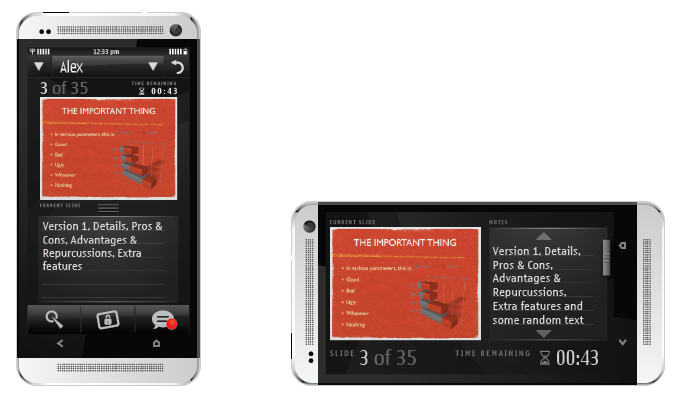 12:33 pm
Alex
3 of 35
TIME REMAINING
00:43
THE IMPORTANT THING
• In various parameters, this is:
• Good
• Bad
• Ugly
• Whatever
• Nothing
CURRENT SLIDE
Version 1, Details, Pros &
Cons, Advantages &
Repurcussions, Extra
features
CURRENT SLIDE
NOTES
THE IMPORTANT THING
• In various parameters, this is:
• Good
• Bad
• Ugly
• Whatever
• Nothing
Version 1, Details,
Pros & Cons,
Advantages &
Repurcussions,
Extra features and
some random text
SLIDE 3 of 35
TIME REMAINING 00:43